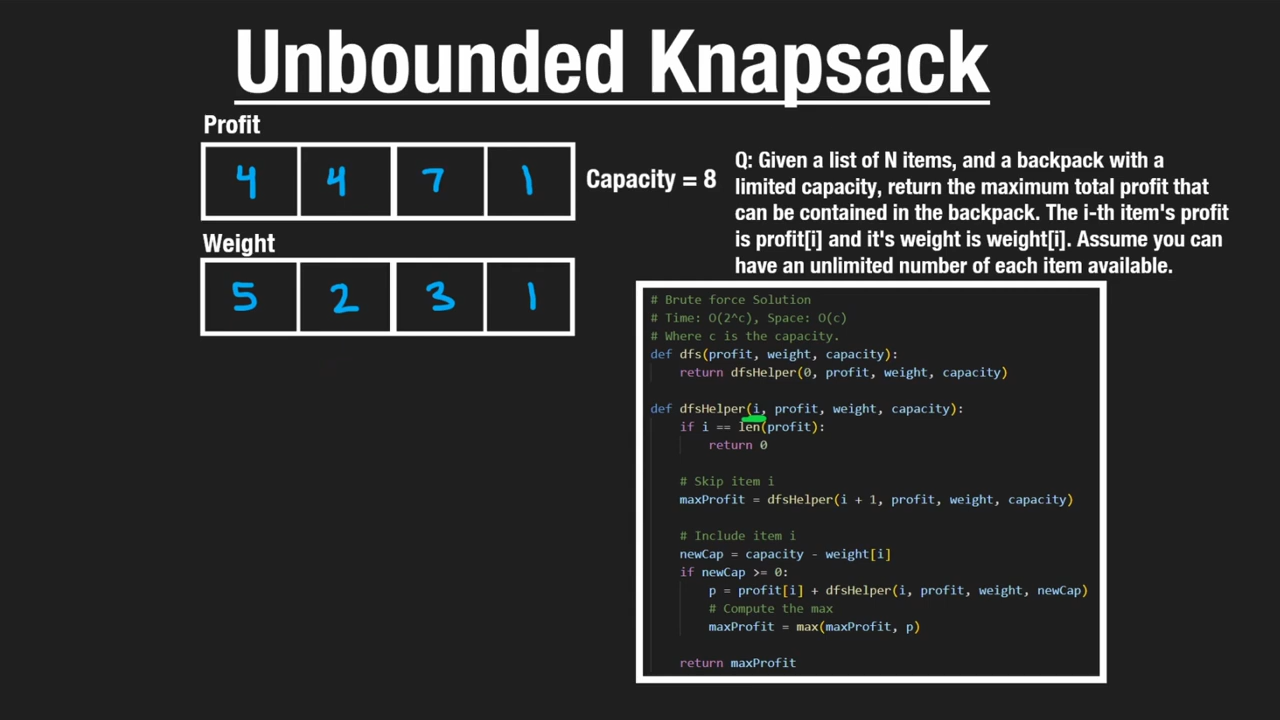 Unbounded Knapsack
Profit
4 4 7 1
Capacity = 8
Weight
5 2 3 1
Q: Given a list of N items, and a backpack with a
limited capacity, return the maximum total profit that
can be contained in the backpack. The i-th item's profit
is profit[i] and it's weight is weight[i]. Assume you can
have an unlimited number of each item available.
# Brute force Solution
# Time: O(2^c), Space: O(c)
# Where c is the capacity.
def dfs(profit, weight, capacity):
    return dfsHelper(0, profit, weight, capacity)
def dfsHelper(i, profit, weight, capacity):
    if i == len(profit):
        return 0
    # Skip item i
    maxProfit = dfsHelper(i + 1, profit, weight, capacity)
    # Include item i
    newCap = capacity - weight[i]
    if newCap >= 0:
        p = profit[i] + dfsHelper(i, profit, weight, newCap)
        # Compute the max
        maxProfit = max(maxProfit, p)
    return maxProfit